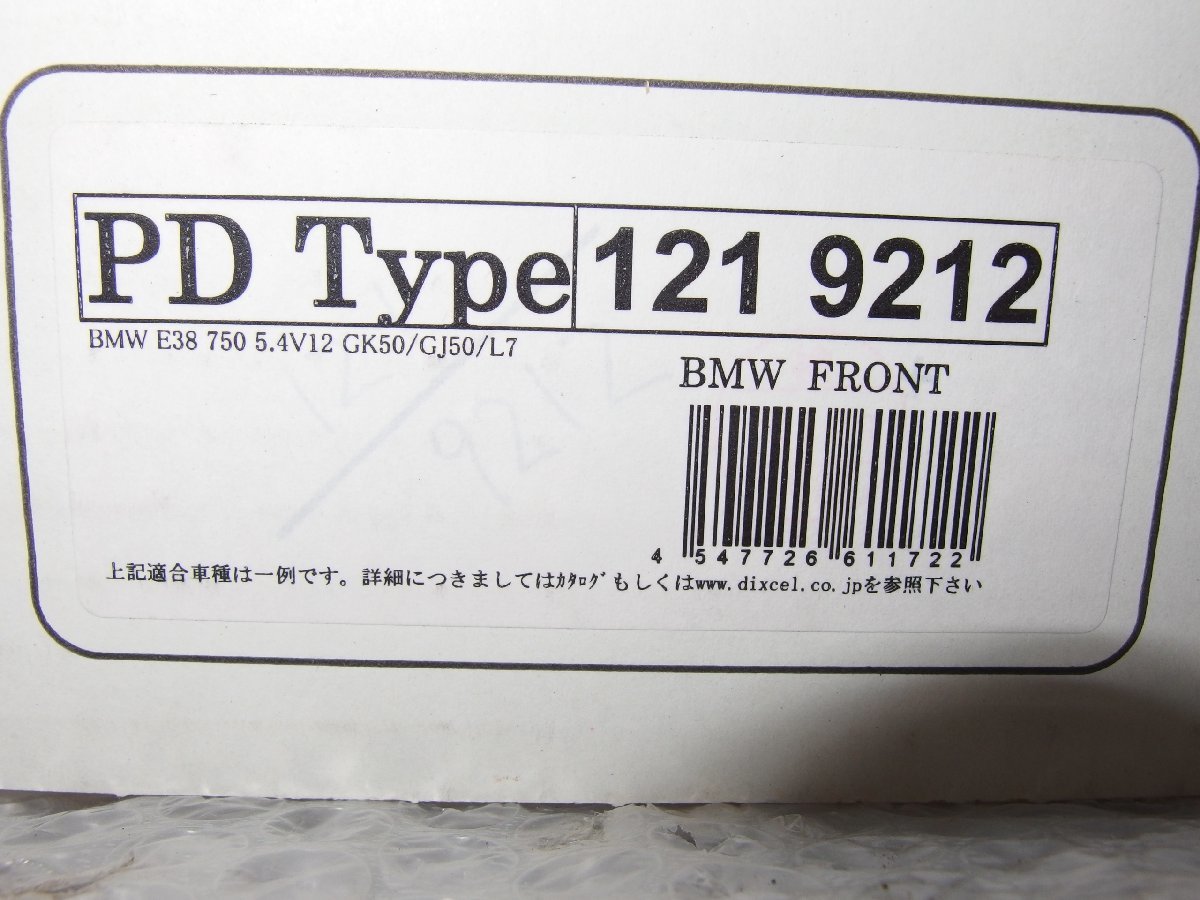 PD Type 121 9212
BMW E38 750 5.4V12 GK50/GJ50/L7
BMW FRONT
4 547726 611722
上記適合車種は一例です。詳細につきましてはｶﾀﾛｸﾞもしくはwww.dixcel.co.jpを参照下さい
9212